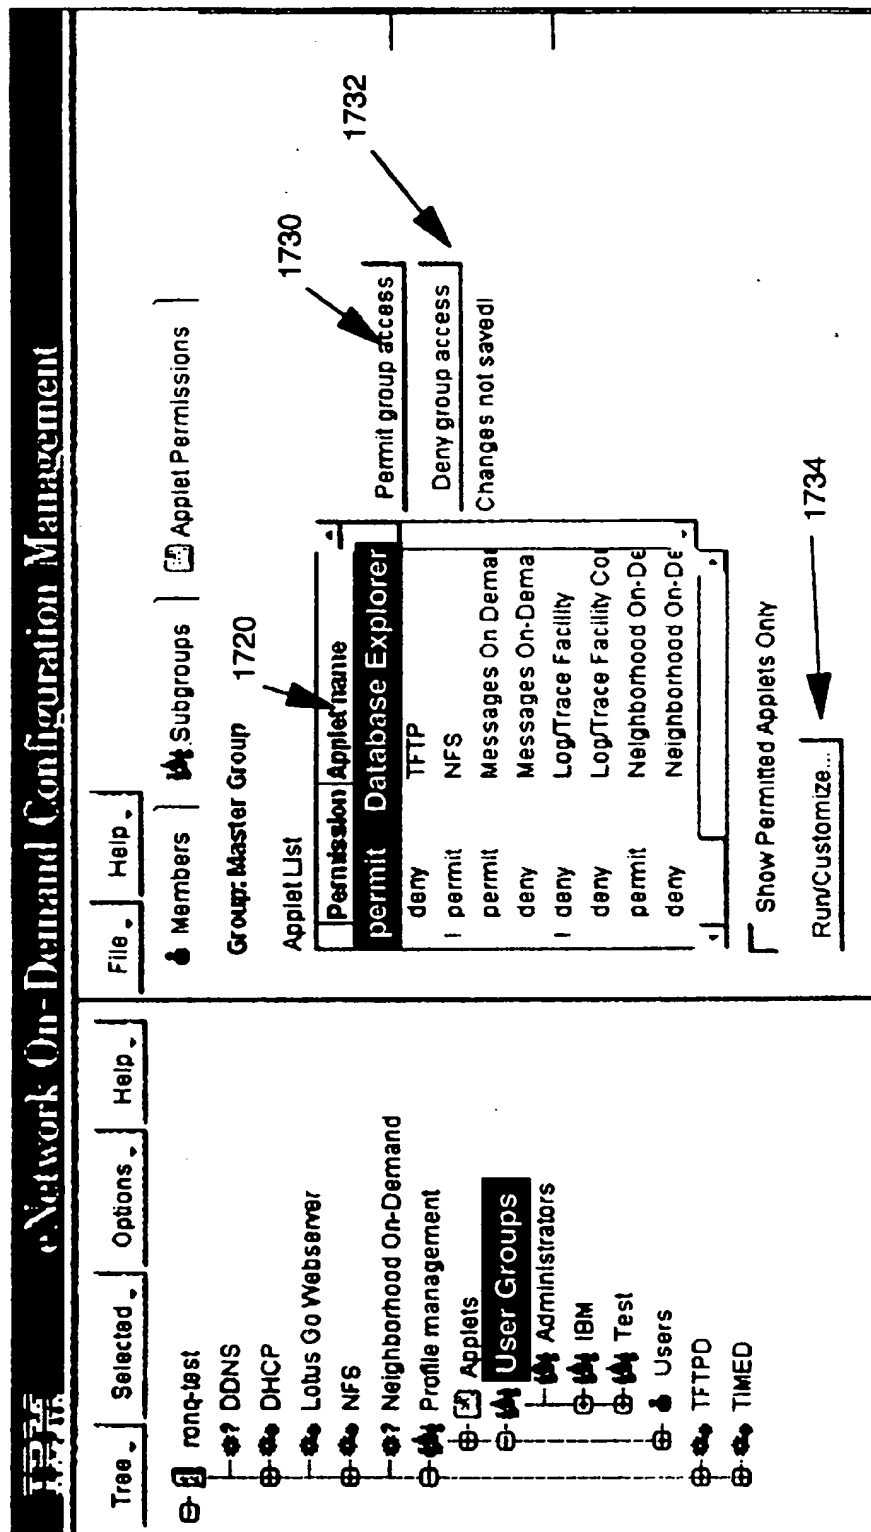 IBM eNetwork On-Demand Configuration Management
Tree Selected Options Help
ronq-test
DDNS
DHCP
Lotus Go Webserver
NFS
Neighborhood On-Demand
Profile management
Applets
User Groups
Administrators
IBM
Test
Users
TFTPD
TIMED
File Help
Members Subgroups Applet Permissions
Group: Master Group
1720
Applet List
Permission Applet name
permit Database Explorer
deny TFTP
permit NFS
permit Messages On Deman
deny Messages On-Dema
deny Log/Trace Facility
deny Log/Trace Facility Co
permit Neighborhood On-De
deny Neighborhood On-De
1730
Permit group access
1732
Deny group access
Changes not saved!
Show Permitted Applets Only
Run/Customize...
1734